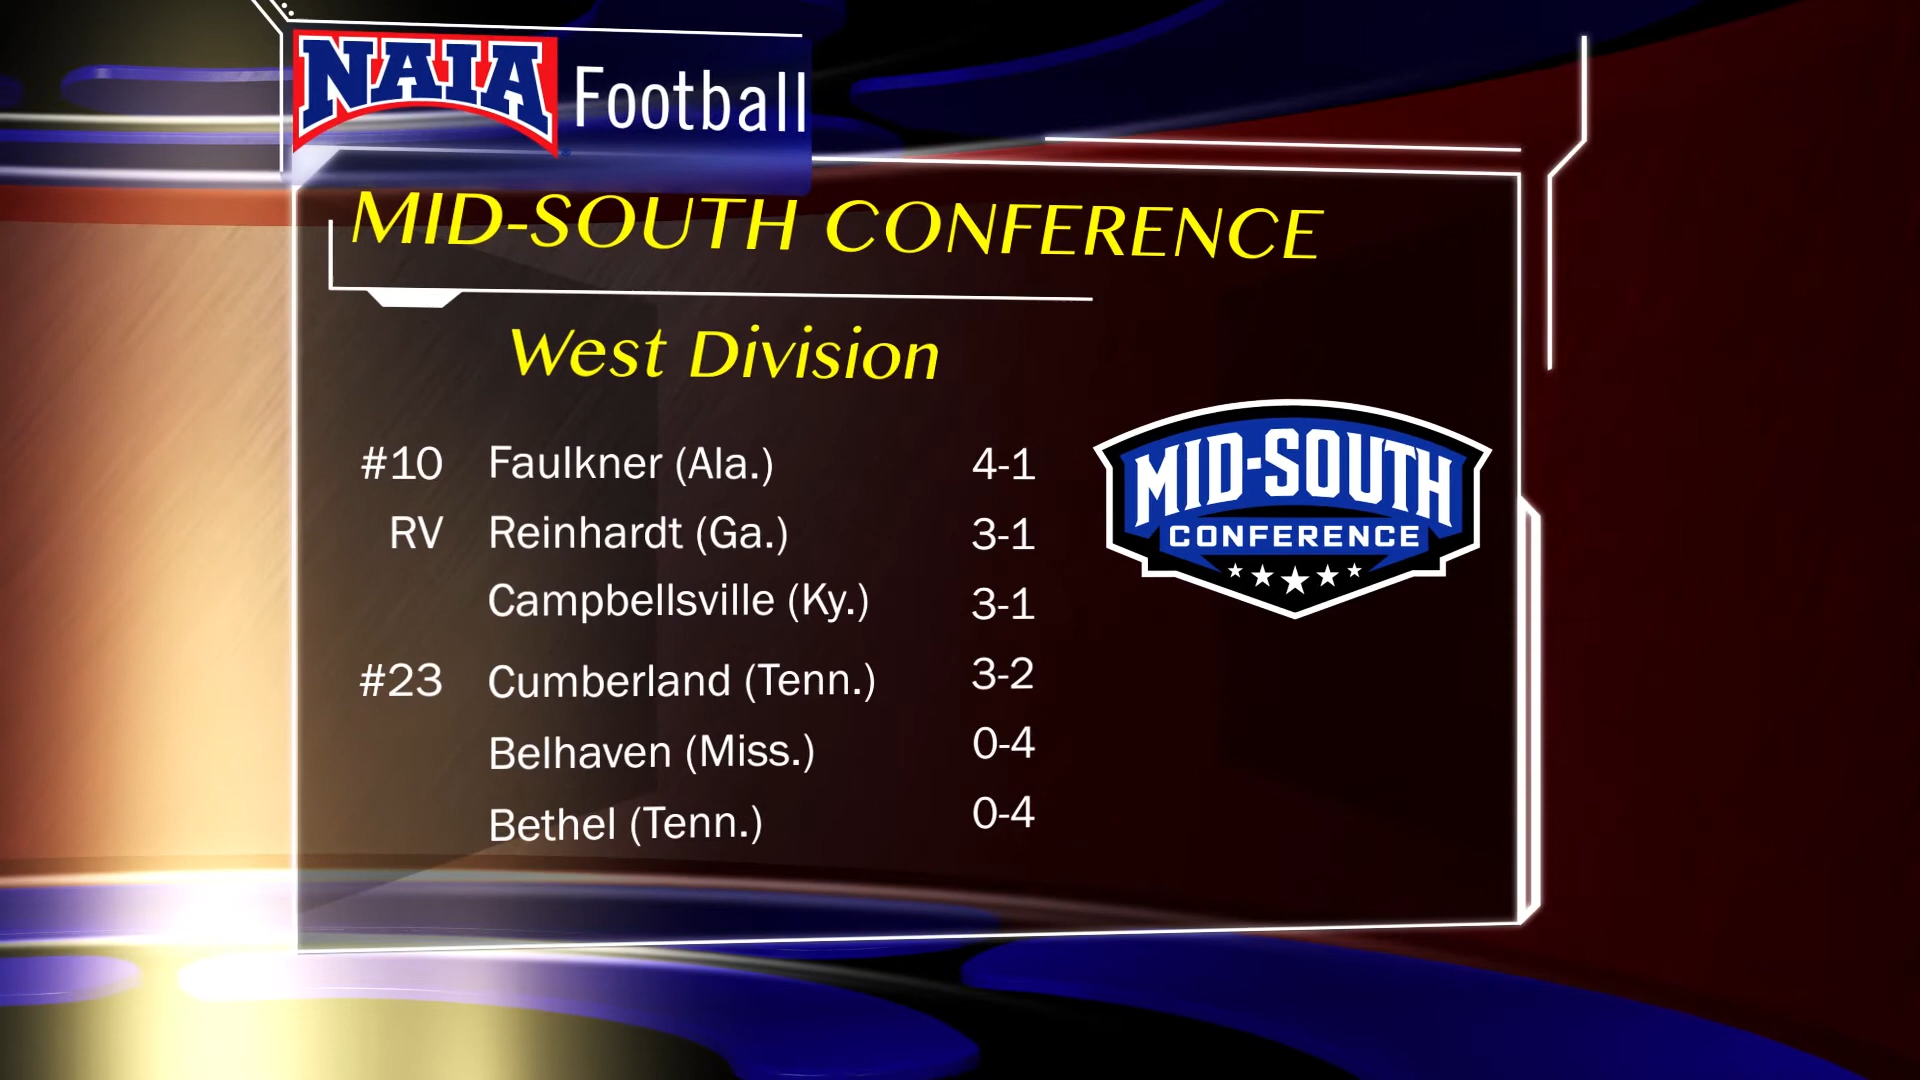 NAIA Football
MID-SOUTH CONFERENCE
West Division
#10 Faulkner (Ala.) 4-1
RV Reinhardt (Ga.) 3-1
Campbellsville (Ky.) 3-1
#23 Cumberland (Tenn.) 3-2
Belhaven (Miss.) 0-4
Bethel (Tenn.) 0-4
MID-SOUTH
CONFERENCE